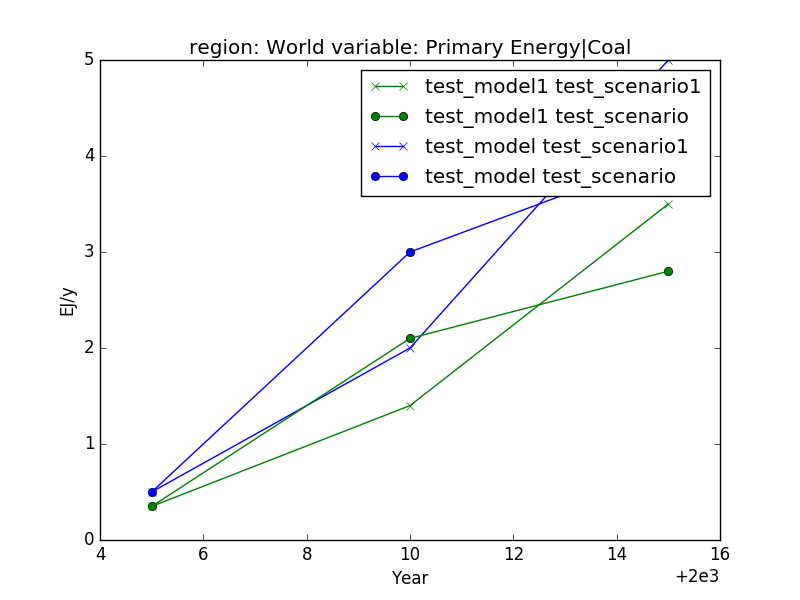 region: World variable: Primary Energy|Coal
5
test_model1 test_scenario1
test_model1 test_scenario
test_model test_scenario1
test_model test_scenario
4
3
EJ/y
2
1
0
4 6 8 10 12 14 16
Year +2e3